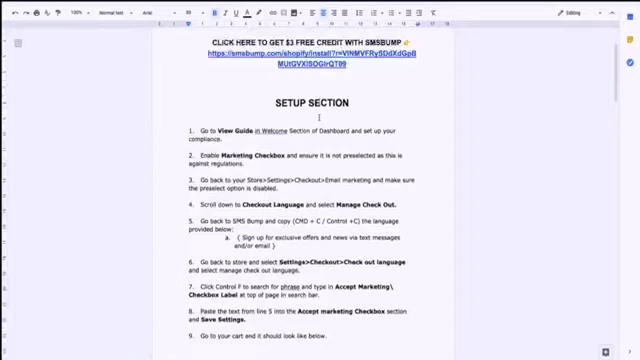 100%
Normal text
Arial
30
Editing
CLICK HERE TO GET $3 FREE CREDIT WITH SMSBUMP 👉
SETUP SECTION
1. Go to View Guide in Welcome Section of Dashboard and set up your
compliance.
2. Enable Marketing Checkbox and ensure it is not preselected as this is
against regulations.
3. Go back to your Store>Settings>Checkout>Email marketing and make sure
the preselect option is disabled.
4. Scroll down to Checkout Language and select Manage Check Out.
5. Go back to SMS Bump and copy (CMD + C / Control +C) the language
provided below:
a. { Sign up for exclusive offers and news via text messages
and/or email }
6. Go back to store and select Settings>Checkout>Check out language
and select manage check out language.
7. Click Control F to search for phrase and type in Accept Marketing\
Checkbox Label at top of page in search bar.
8. Paste the text from line 5 into the Accept marketing Checkbox section
and Save Settings.
9. Go to your cart and it should look like below.